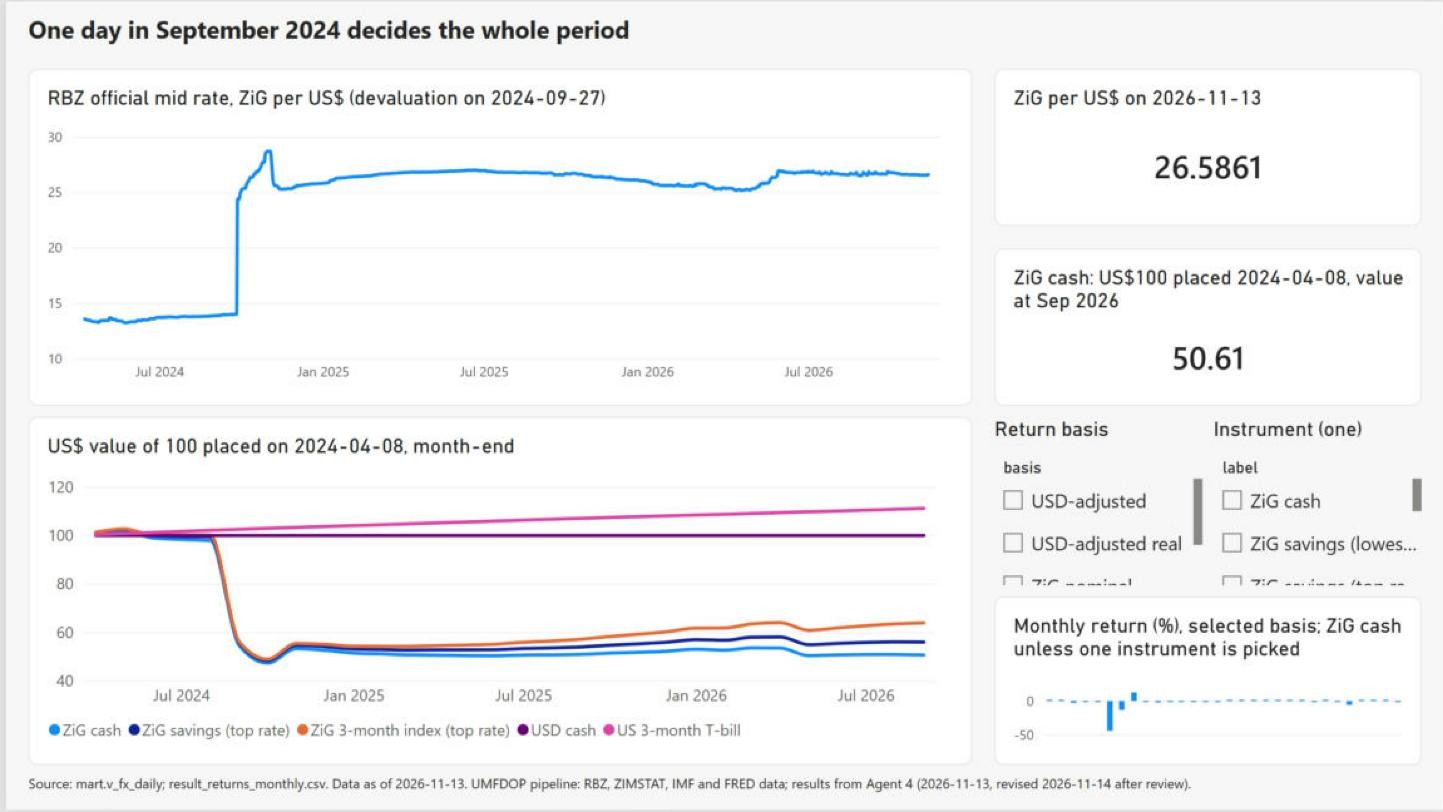 One day in September 2024 decides the whole period
RBZ official mid rate, ZiG per US$ (devaluation on 2024-09-27)
30
25
20
15
10
Jul 2024
Jan 2025
Jul 2025
Jan 2026
Jul 2026
ZiG per US$ on 2026-11-13
26.5861
ZiG cash: US$100 placed 2024-04-08, value
at Sep 2026
50.61
US$ value of 100 placed on 2024-04-08, month-end
120
100
80
60
40
Jul 2024
Jan 2025
Jul 2025
Jan 2026
Jul 2026
ZiG cash
ZiG savings (top rate)
ZiG 3-month index (top rate)
USD cash
US 3-month T-bill
Return basis
basis
USD-adjusted
USD-adjusted real
Instrument (one)
label
ZiG cash
ZiG savings (lowes...
Monthly return (%), selected basis; ZiG cash
unless one instrument is picked
0
-50
Source: mart.v_fx_daily; result_returns_monthly.csv. Data as of 2026-11-13. UMFDOP pipeline: RBZ, ZIMSTAT, IMF and FRED data; results from Agent 4 (2026-11-13, revised 2026-11-14 after review).